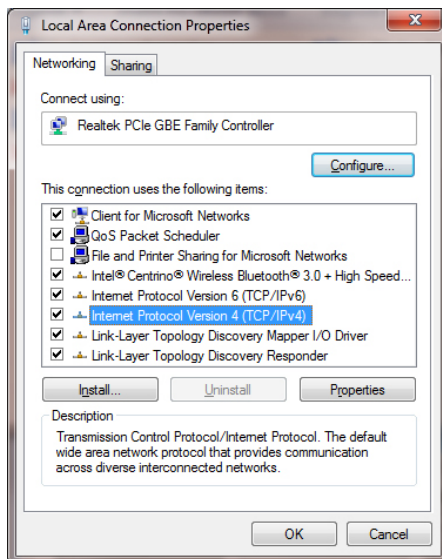 Local Area Connection Properties
Networking
Sharing
Connect using:
Realtek PCIe GBE Family Controller
Configure...
This connection uses the following items:
Client for Microsoft Networks
QoS Packet Scheduler
File and Printer Sharing for Microsoft Networks
Intel® Centrino® Wireless Bluetooth® 3.0 + High Speed...
Internet Protocol Version 6 (TCP/IPv6)
Internet Protocol Version 4 (TCP/IPv4)
Link-Layer Topology Discovery Mapper I/O Driver
Link-Layer Topology Discovery Responder
Install...
Uninstall
Properties
Description
Transmission Control Protocol/Internet Protocol. The default
wide area network protocol that provides communication
across diverse interconnected networks.
OK
Cancel